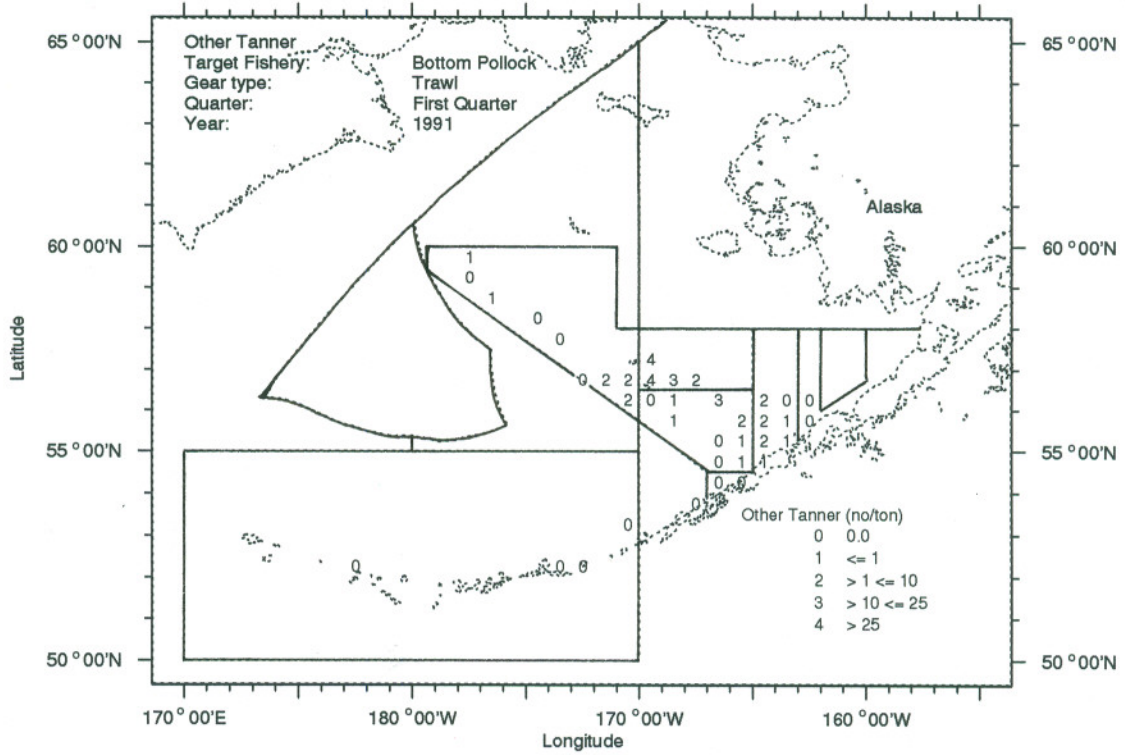 65 °00'N
65 °00'N
Other Tanner
Target Fishery: Bottom Pollock
Gear type: Trawl
Quarter: First Quarter
Year: 1991
Alaska
60 °00'N
60 °00'N
1
0
1
0
0
4
0 2 2 4 3 2
2 0 1 3 2 0 0
1 2 2 1 0
0 1 2 1
55 °00'N
55 °00'N
0 1 1
0 0
0
0
0 0 0
Other Tanner (no/ton)
0 0.0
1 <= 1
2 > 1 <= 10
3 > 10 <= 25
4 > 25
50 °00'N
50 °00'N
Latitude
170 °00'E
180 °00'W
170 °00'W
160 °00'W
Longitude